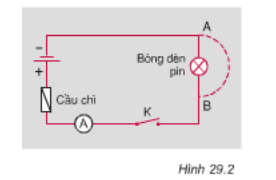 A
−
Bóng đèn
pin
+
Cầu chì
B
K
A
Hình 29.2